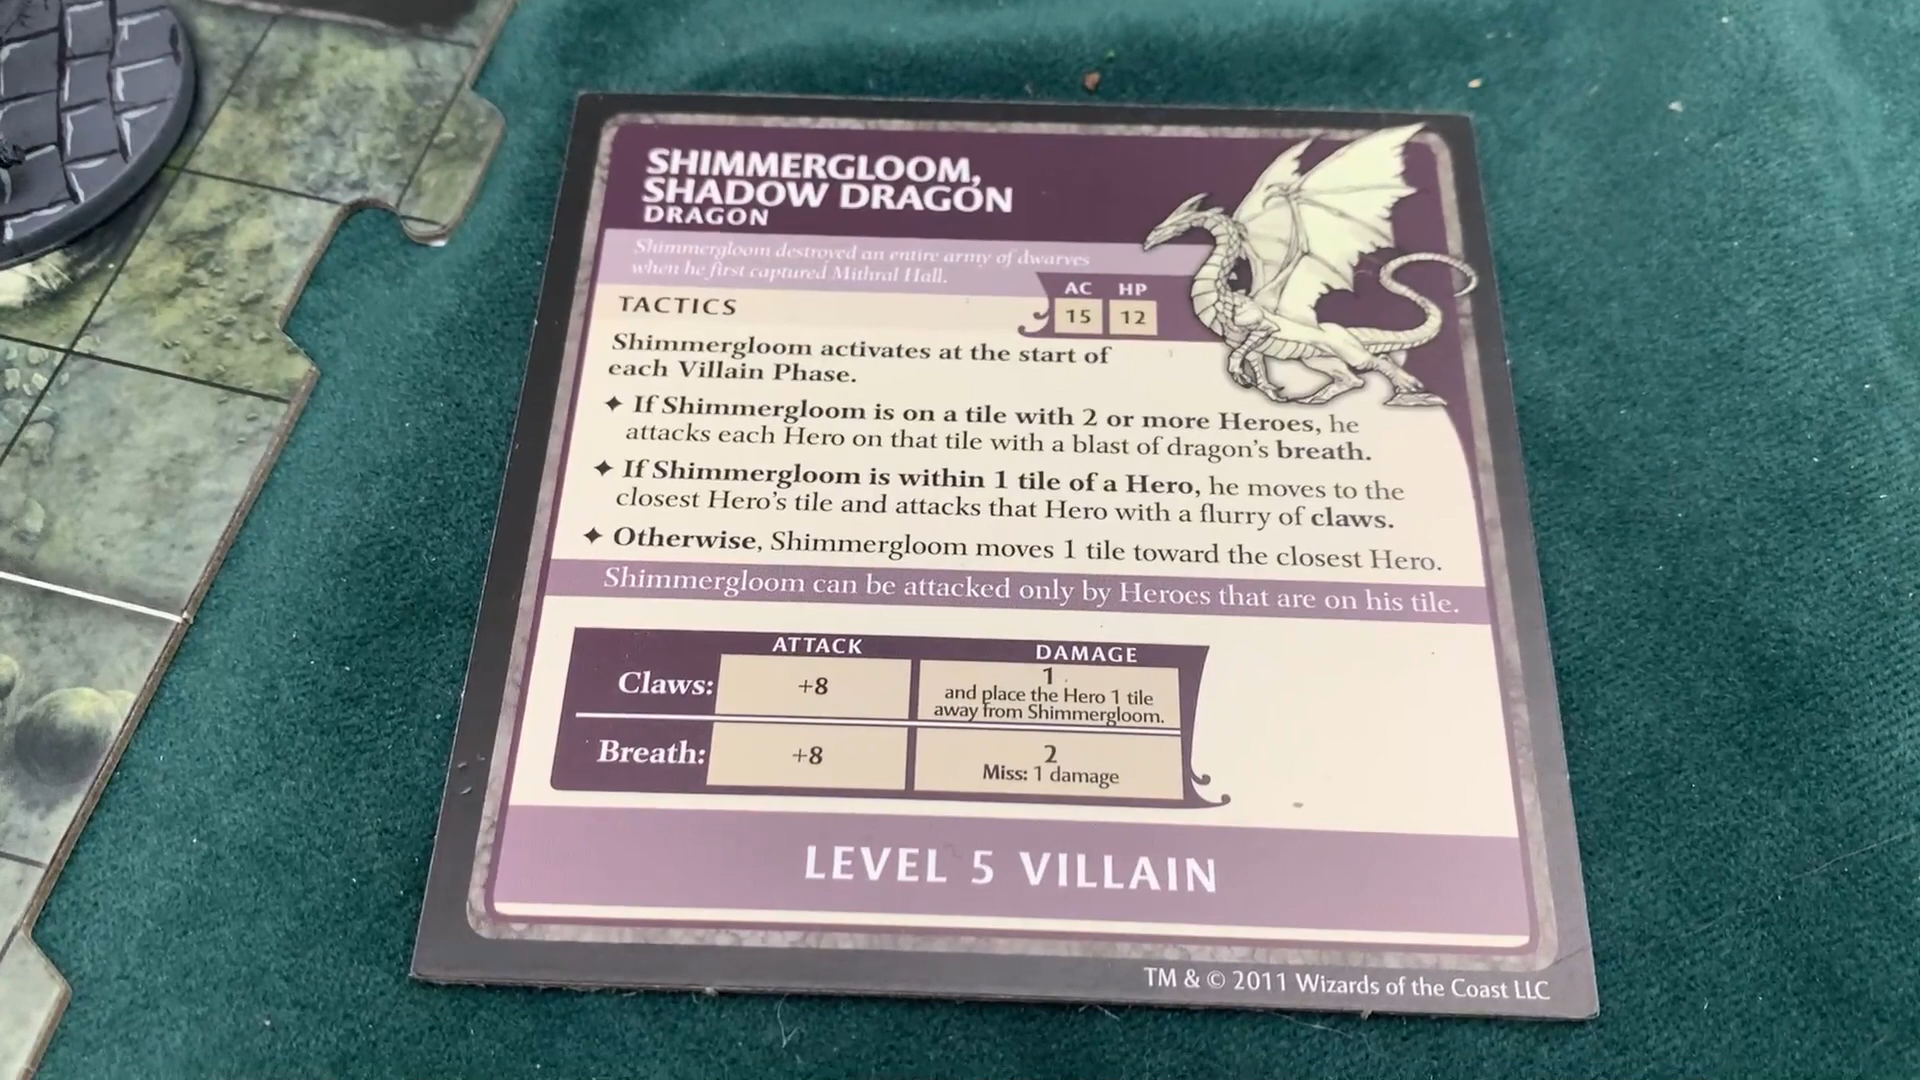 SHIMMERGLOOM,
SHADOW DRAGON
DRAGON
Shimmergloom destroyed an entire army of dwarves
when he first captured Mithral Hall.
AC HP
15 12
TACTICS
Shimmergloom activates at the start of
each Villain Phase.
✦ If Shimmergloom is on a tile with 2 or more Heroes, he
attacks each Hero on that tile with a blast of dragon's breath.
✦ If Shimmergloom is within 1 tile of a Hero, he moves to the
closest Hero's tile and attacks that Hero with a flurry of claws.
✦ Otherwise, Shimmergloom moves 1 tile toward the closest Hero.
Shimmergloom can be attacked only by Heroes that are on his tile.
ATTACK DAMAGE
Claws: +8 1
and place the Hero 1 tile
away from Shimmergloom.
Breath: +8 2
Miss: 1 damage
LEVEL 5 VILLAIN
TM & © 2011 Wizards of the Coast LLC